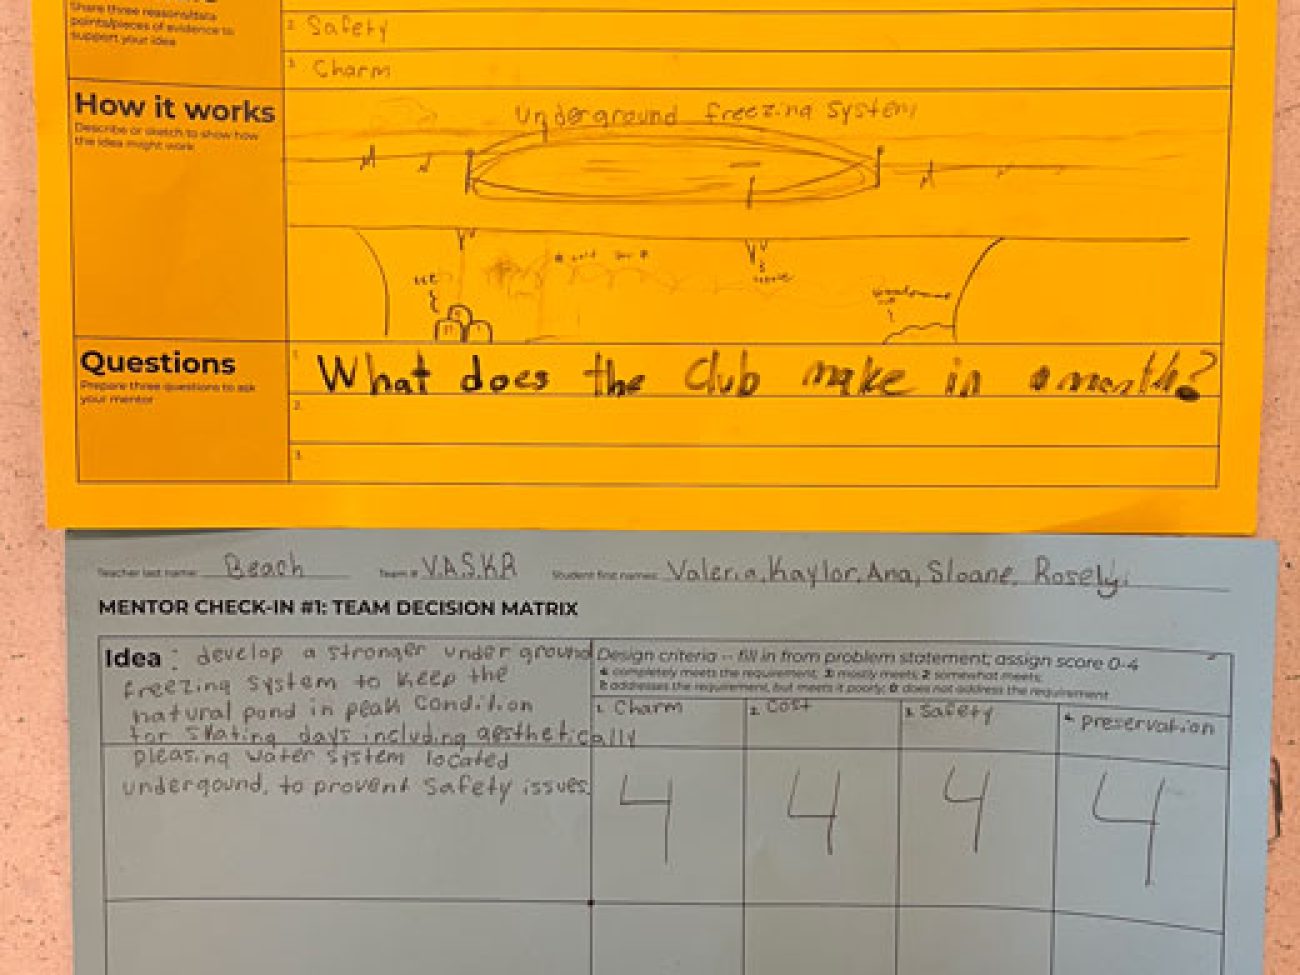 Share three reasons/data
points/pieces of evidence to
support your idea
2. Safety
3. Charm
How it works
Describe or sketch to show how
the idea might work
Underground freezing system
ice
Questions
Prepare three questions to ask
your mentor
1. What does the club make in a month?
2.
3.
Teacher last name: Beach Team # V.A.S.K.R Student first names: Valeria, Kaylor, Ana, Sloane, Rosely
MENTOR CHECK-IN #1: TEAM DECISION MATRIX
Idea: develop a stronger under ground
freezing system to keep the
natural pond in peak condition
for skating days including aesthetically
pleasing water system located
undergound, to provent safety issues.
Design criteria -- fill in from problem statement; assign score 0-4
4: completely meets the requirement; 3: mostly meets; 2 somewhat meets;
1: addresses the requirement, but meets it poorly; 0: does not address the requirement
1. Charm 2. Cost 3. Safety 4. preservation
4 4 4 4